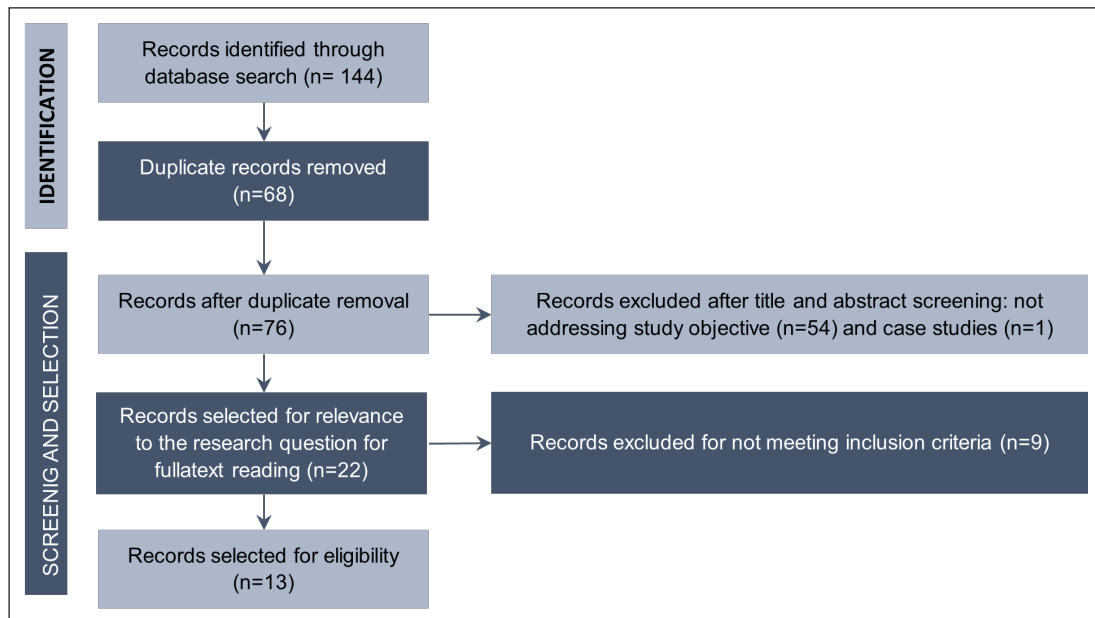 IDENTIFICATION
Records identified through
database search (n= 144)
Duplicate records removed
(n=68)
SCREENIG AND SELECTION
Records after duplicate removal
(n=76)
Records excluded after title and abstract screening: not
addressing study objective (n=54) and case studies (n=1)
Records selected for relevance
to the research question for
fullatext reading (n=22)
Records excluded for not meeting inclusion criteria (n=9)
Records selected for eligibility
(n=13)